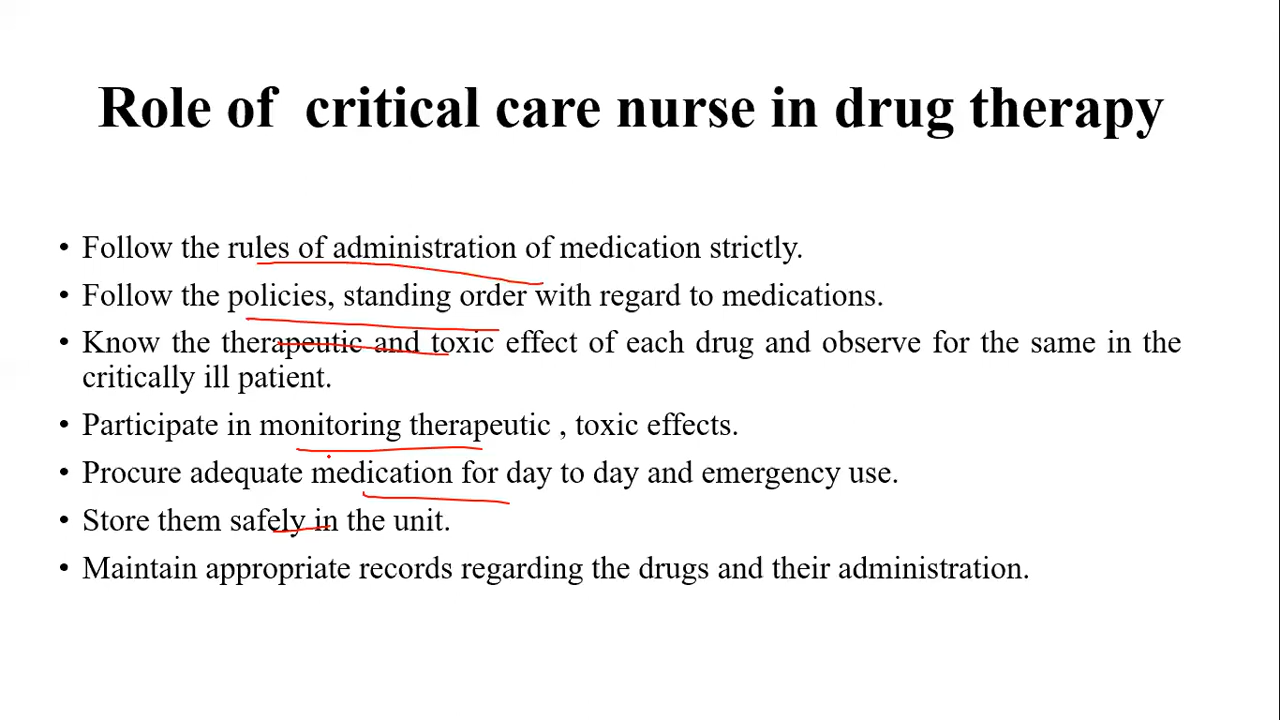 Role of critical care nurse in drug therapy
• Follow the rules of administration of medication strictly.
• Follow the policies, standing order with regard to medications.
• Know the therapeutic and toxic effect of each drug and observe for the same in the
critically ill patient.
• Participate in monitoring therapeutic , toxic effects.
• Procure adequate medication for day to day and emergency use.
• Store them safely in the unit.
• Maintain appropriate records regarding the drugs and their administration.